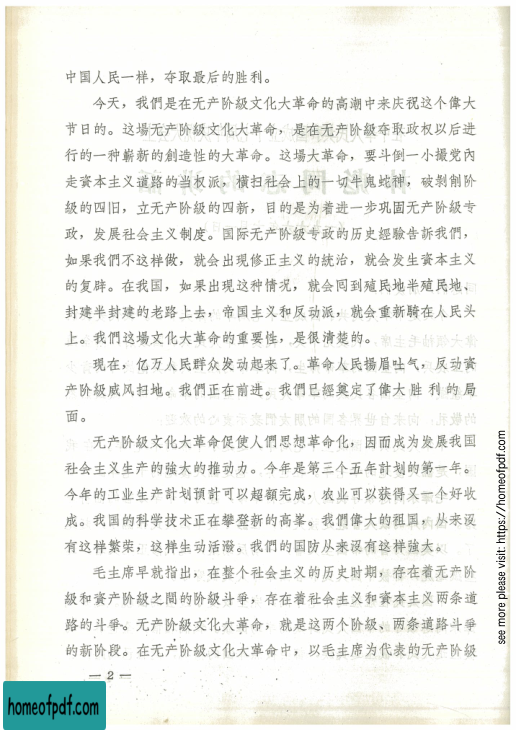 中国人民一样，夺取最后的胜利。
今天，我們是在无产阶級文化大革命的高潮中来庆祝这个偉大
节日的。这場无产阶級文化大革命，是在无产阶級夺取政权以后进
行的一种嶄新的創造性的大革命。这場大革命，要斗倒一小撮党內
走資本主义道路的当权派，横扫社会上的一切牛鬼蛇神，破剝削阶
級的四旧，立无产阶級的四新，目的是为着进一步巩固无产阶級专
政，发展社会主义制度。国际无产阶級专政的历史經驗告訴我們，
如果我們不这样做，就会出現修正主义的統治，就会发生資本主义
的复辟。在我国，如果出現这种情况，就会回到殖民地半殖民地、
封建半封建的老路上去，帝国主义和反动派，就会重新騎在人民头
上。我們这場文化大革命的重要性，是很清楚的。
現在，亿万人民群众发动起来了。革命人民揚眉吐气，反动資
产阶級威风扫地。我們正在前进。我們已經奠定了偉大胜利的局
面。
无产阶級文化大革命促使人們思想革命化，因而成为发展我国
社会主义生产的強大的推动力。今年是第三个五年計划的第一年。
今年的工业生产計划預計可以超額完成，农业可以获得又一个好收
成。我国的科学技术正在攀登新的高峯。我們偉大的祖国，从来沒
有这样繁荣，这样生动活潑。我們的国防从来沒有这样強大。
毛主席早就指出，在整个社会主义的历史时期，存在着无产阶
級和資产阶級之間的阶級斗爭，存在着社会主义和資本主义两条道
路的斗爭。无产阶級文化大革命，就是这两个阶級、两条道路斗爭
的新阶段。在无产阶級文化大革命中，以毛主席为代表的无产阶級
— 2 —
homeofpdf.com
see more please visit: https://homeofpdf.com